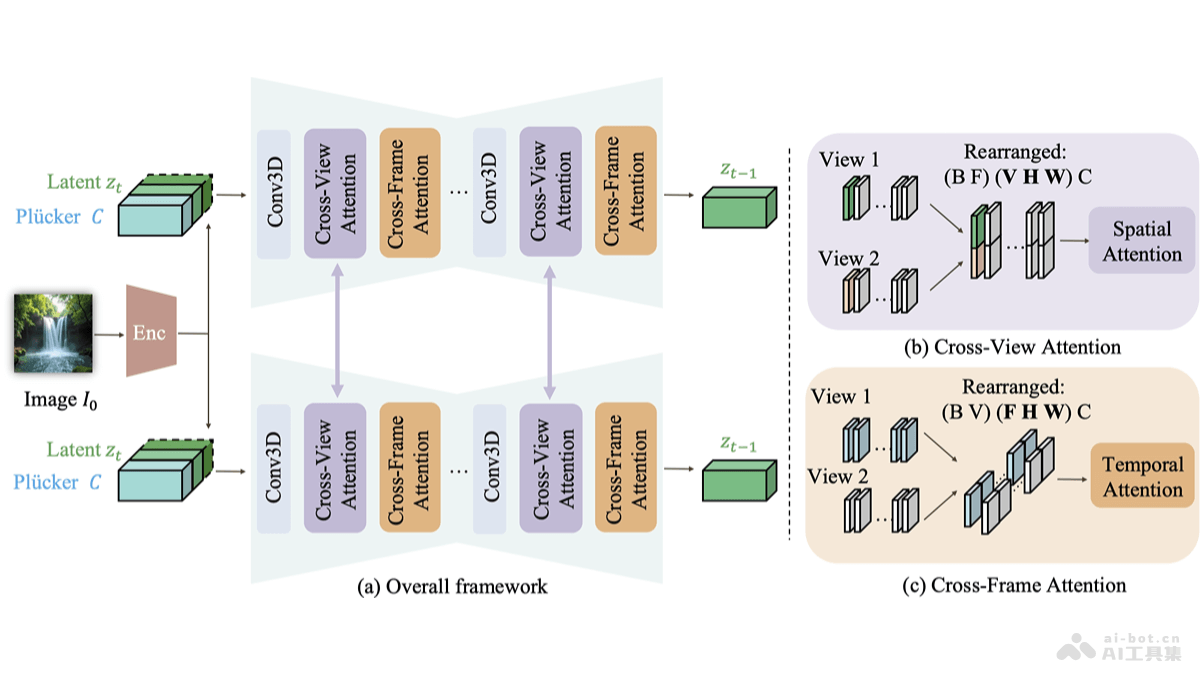 Latent z_t
Plücker C
Conv3D
Cross-View
Attention
Cross-Frame
Attention
...
Conv3D
Cross-View
Attention
Cross-Frame
Attention
z_{t-1}
Image I_0
Enc
Latent z_t
Plücker C
Conv3D
Cross-View
Attention
Cross-Frame
Attention
...
Conv3D
Cross-View
Attention
Cross-Frame
Attention
z_{t-1}
(a) Overall framework
View 1
...
View 2
...
Rearranged:
(B F) (V H W) C
...
Spatial
Attention
(b) Cross-View Attention
View 1
...
View 2
...
Rearranged:
(B V) (F H W) C
Temporal
Attention
(c) Cross-Frame Attention
ai-bot.cn
AI工具集